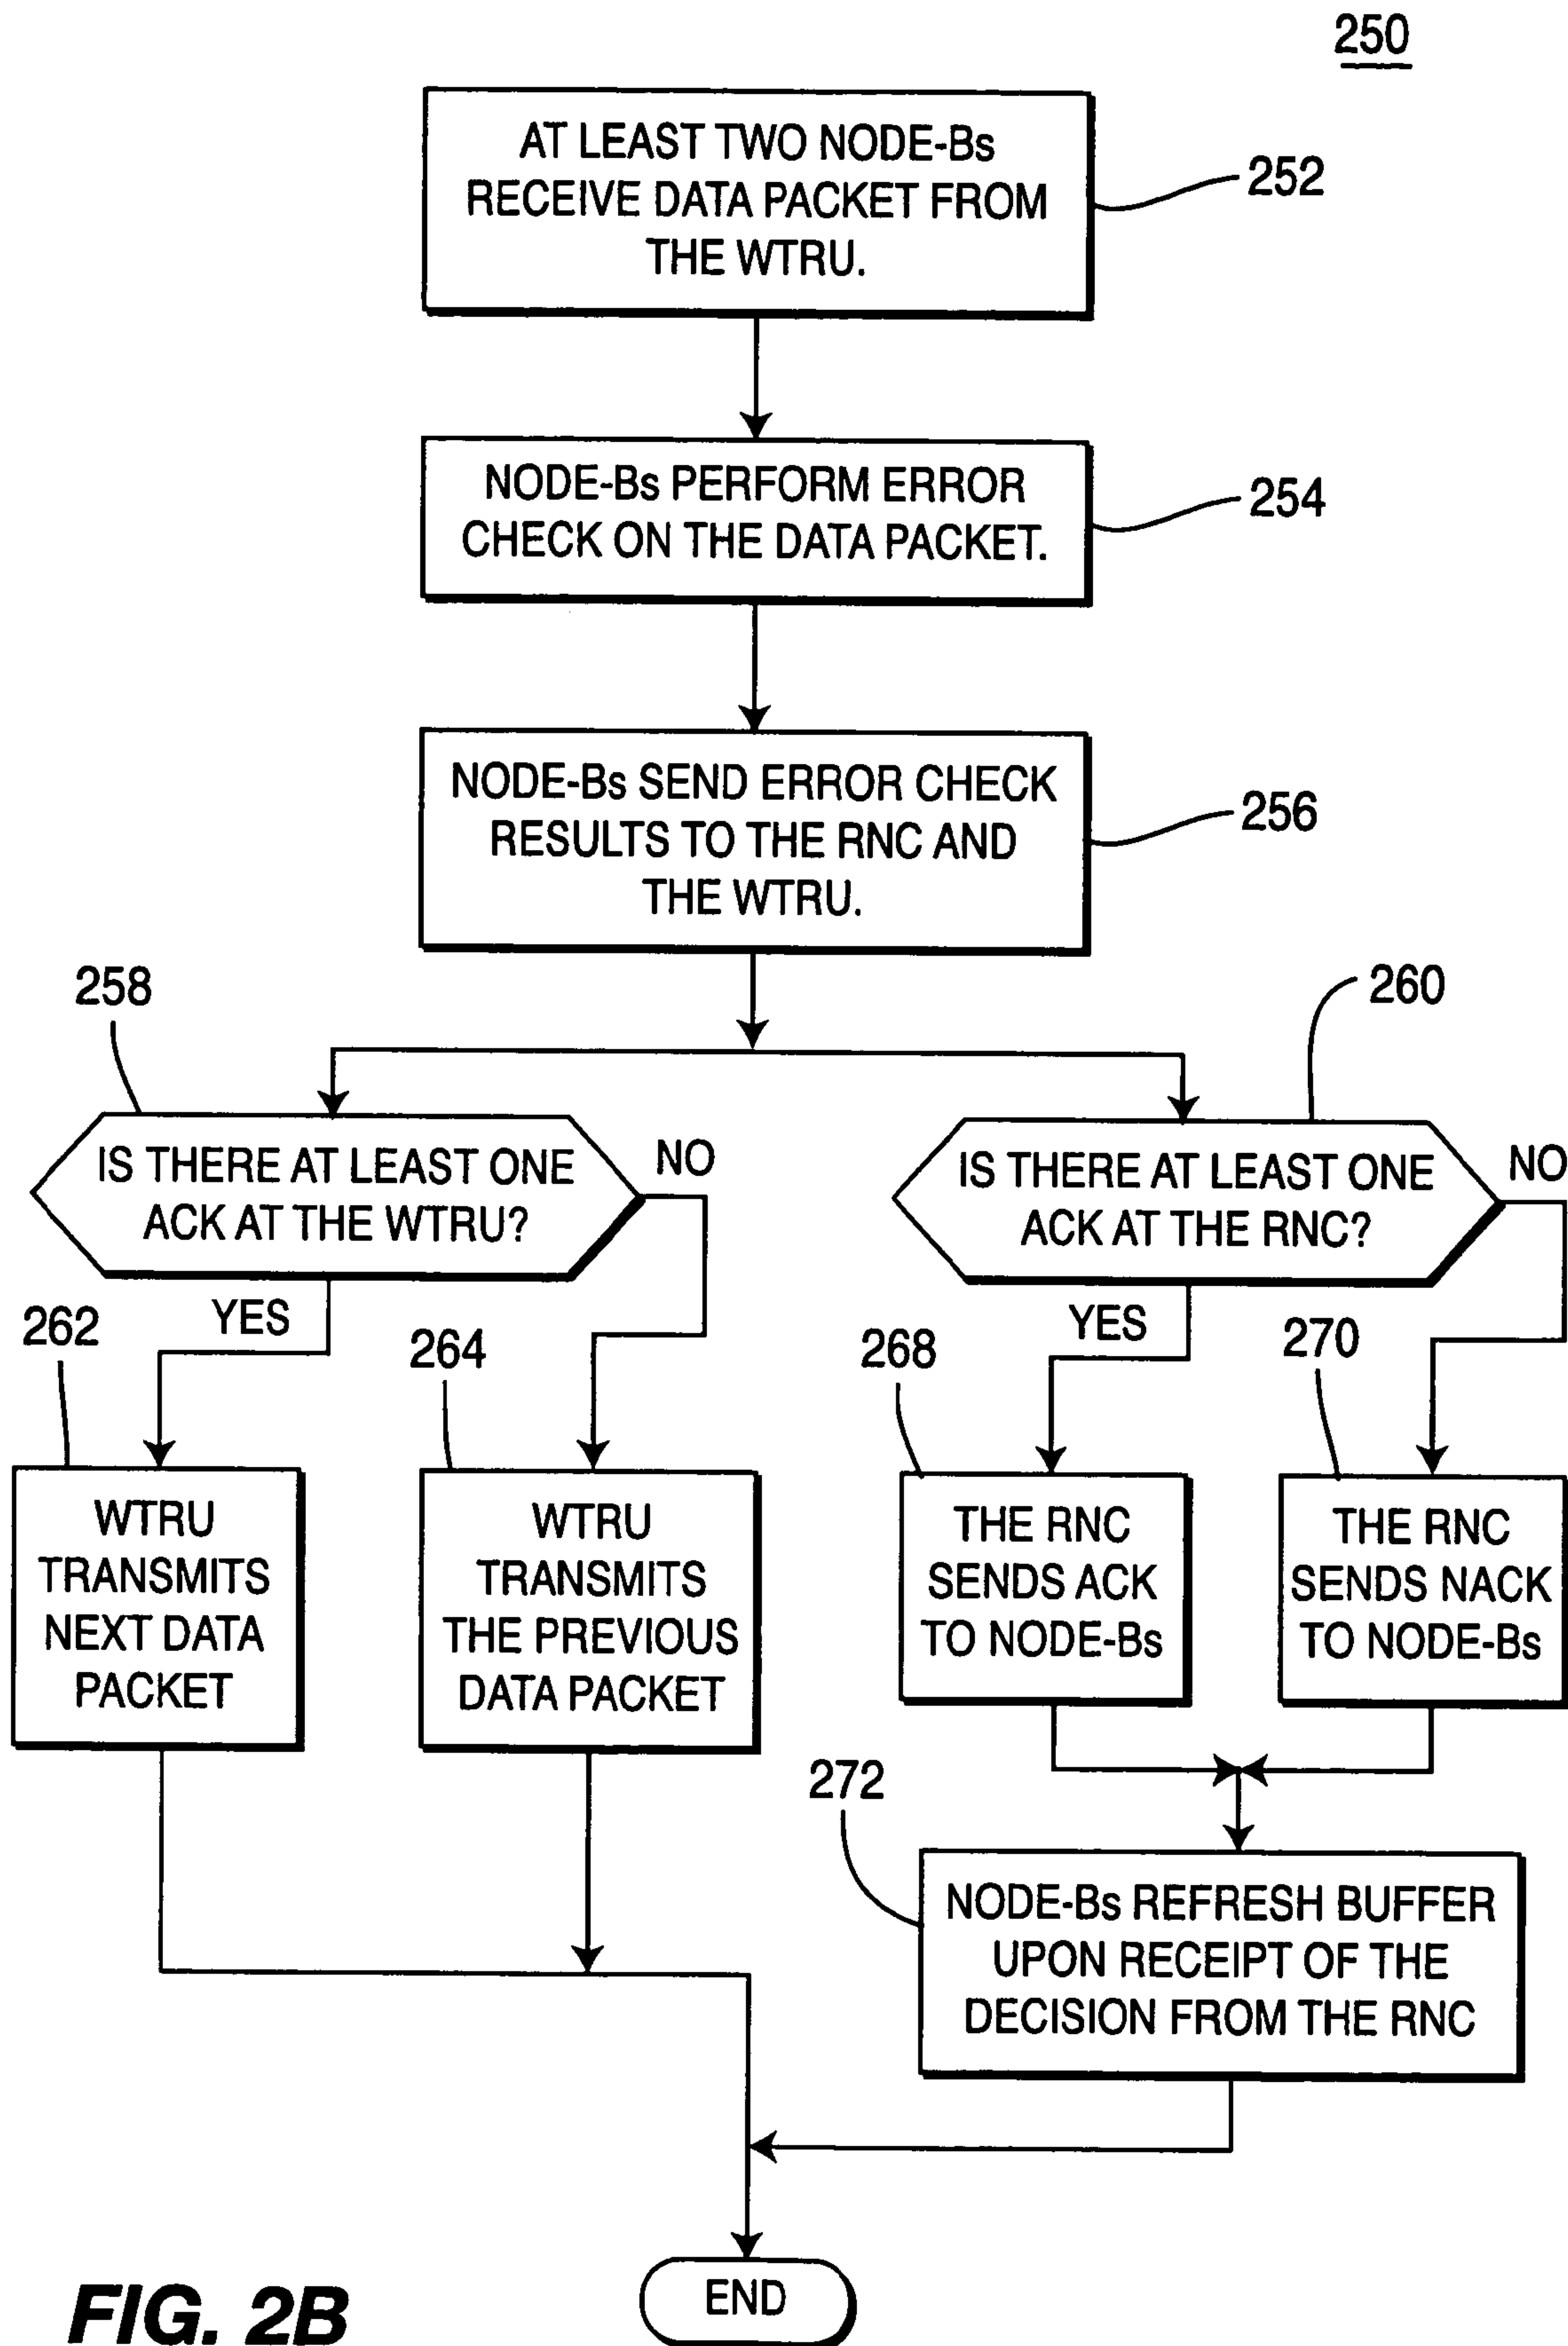 250
AT LEAST TWO NODE-Bs
RECEIVE DATA PACKET FROM
THE WTRU.
252
NODE-Bs PERFORM ERROR
CHECK ON THE DATA PACKET.
254
NODE-Bs SEND ERROR CHECK
RESULTS TO THE RNC AND
THE WTRU.
256
258
260
IS THERE AT LEAST ONE
ACK AT THE WTRU?
NO
YES
IS THERE AT LEAST ONE
ACK AT THE RNC?
NO
YES
262
264
268
270
WTRU
TRANSMITS
NEXT DATA
PACKET
WTRU
TRANSMITS
THE PREVIOUS
DATA PACKET
THE RNC
SENDS ACK
TO NODE-Bs
THE RNC
SENDS NACK
TO NODE-Bs
272
NODE-Bs REFRESH BUFFER
UPON RECEIPT OF THE
DECISION FROM THE RNC
END
FIG. 2B